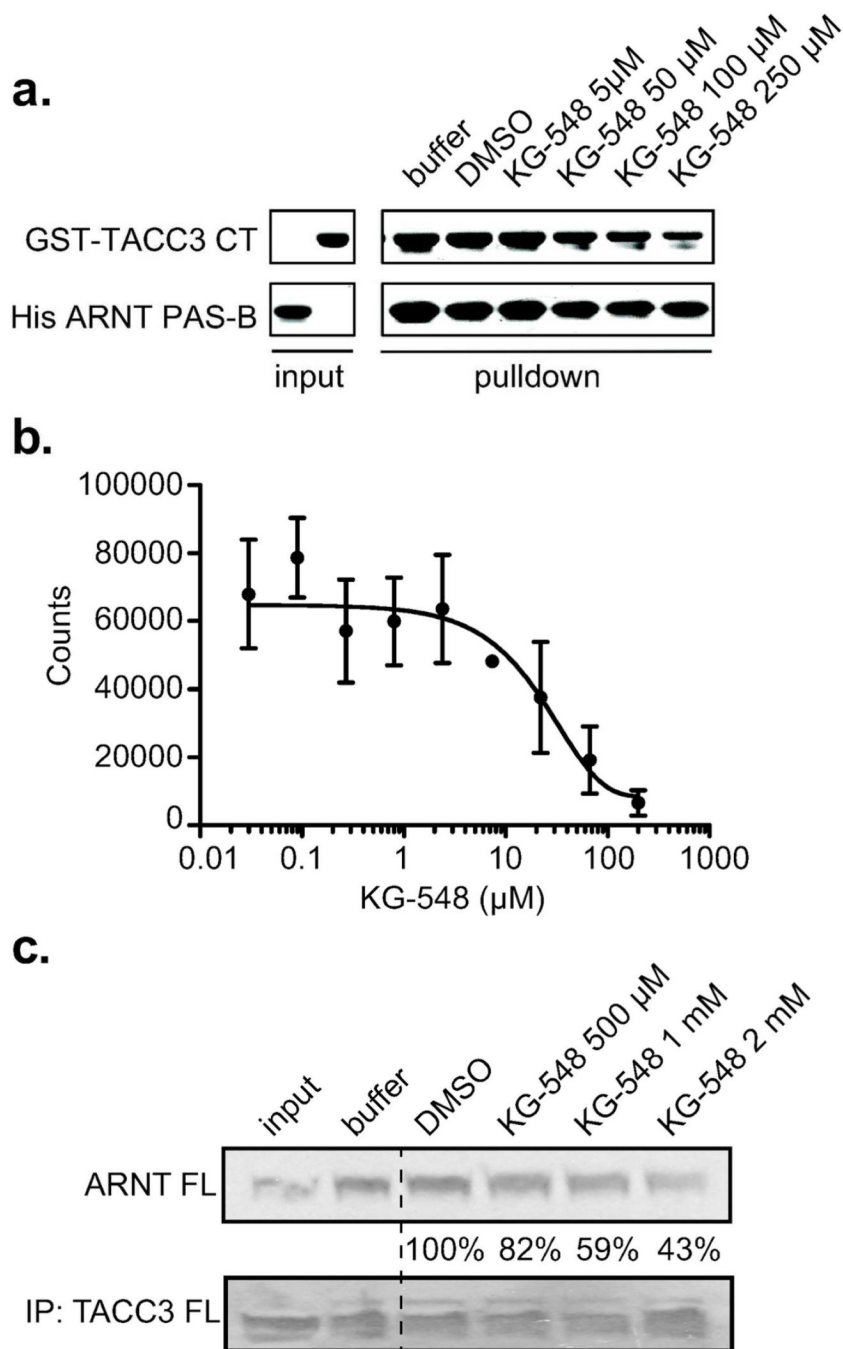 a.
buffer
DMSO
KG-548 5µM
KG-548 50 µM
KG-548 100 µM
KG-548 250 µM
GST-TACC3 CT
His ARNT PAS-B
input
pulldown
b.
100000
80000
60000
40000
20000
0
Counts
0.01 0.1 1 10 100 1000
KG-548 (µM)
c.
input
buffer
DMSO
KG-548 500 µM
KG-548 1 mM
KG-548 2 mM
ARNT FL
100% 82% 59% 43%
IP: TACC3 FL